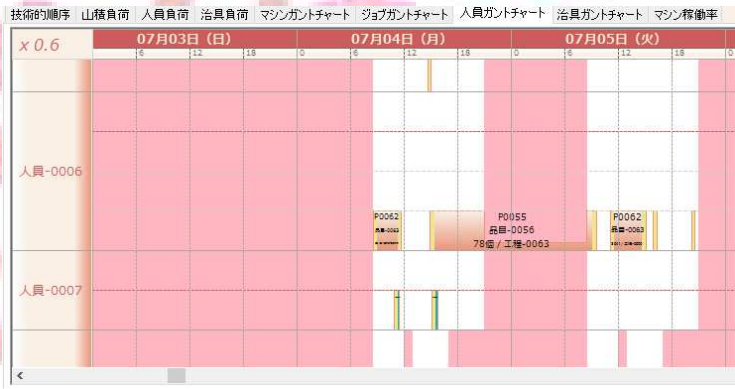 技術的順序 山積負荷 人員負荷 治具負荷 マシンガントチャート ジョブガントチャート 人員ガントチャート 治具ガントチャート マシン稼働率
x 0.6 07月03日（日） 07月04日（月） 07月05日（火）
6 12 18 0 6 12 18 0 6 12 18 0
人員-0006
P0062 P0055 P0062
品目-0063 品目-0056 品目-0063
78個 / 工程-0063
人員-0007